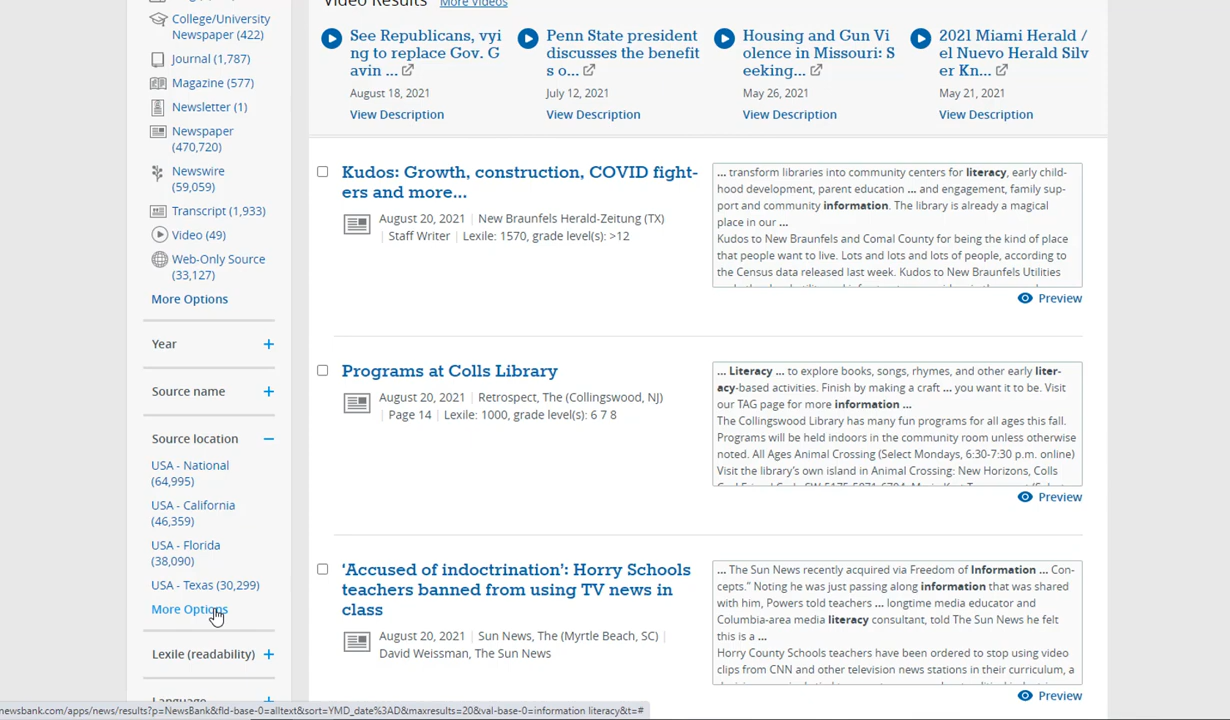 Video Results More Videos
College/University
Newspaper (422)
Journal (1,787)
Magazine (577)
Newsletter (1)
Newspaper
(470,720)
Newswire
(59,059)
Transcript (1,933)
Video (49)
Web-Only Source
(33,127)
More Options
Year
Source name
Source location
USA - National
(64,995)
USA - California
(46,359)
USA - Florida
(38,090)
USA - Texas (30,299)
More Options
Lexile (readability)
Language
See Republicans, vyi
ng to replace Gov. G
avin ...
August 18, 2021
View Description
Penn State president
discusses the benefit
s o...
July 12, 2021
View Description
Housing and Gun Vi
olence in Missouri: S
eeking...
May 26, 2021
View Description
2021 Miami Herald /
el Nuevo Herald Silv
er Kn...
May 21, 2021
View Description
Kudos: Growth, construction, COVID fight-
ers and more...
August 20, 2021 | New Braunfels Herald-Zeitung (TX)
| Staff Writer | Lexile: 1570, grade level(s): >12
... transform libraries into community centers for literacy, early child-
hood development, parent education ... and engagement, family sup-
port and community information. The library is already a magical
place in our ...
Kudos to New Braunfels and Comal County for being the kind of place
that people want to live. Lots and lots and lots of people, according to
the Census data released last week. Kudos to New Braunfels Utilities
Preview
Programs at Colls Library
August 20, 2021 | Retrospect, The (Collingswood, NJ)
| Page 14 | Lexile: 1000, grade level(s): 6 7 8
... Literacy ... to explore books, songs, rhymes, and other early liter-
acy-based activities. Finish by making a craft ... you want it to be. Visit
our TAG page for more information ...
The Collingswood Library has many fun programs for all ages this fall.
Programs will be held indoors in the community room unless otherwise
noted. All Ages Animal Crossing (Select Mondays, 6:30-7:30 p.m. online)
Visit the library's own island in Animal Crossing: New Horizons, Colls
Preview
'Accused of indoctrination': Horry Schools
teachers banned from using TV news in
class
August 20, 2021 | Sun News, The (Myrtle Beach, SC) |
David Weissman, The Sun News
... The Sun News recently acquired via Freedom of Information ... Con-
cepts." Noting he was just passing along information that was shared
with him, Powers told teachers ... longtime media educator and
Columbia-area media literacy consultant, told The Sun News he felt
this is a ...
Horry County Schools teachers have been ordered to stop using video
clips from CNN and other television news stations in their curriculum, a
Preview
newsbank.com/apps/news/results?p=NewsBank&fld-base-0=alltext&sort=YMD_date%3AD&maxresults=20&val-base-0=information literacy&t=#